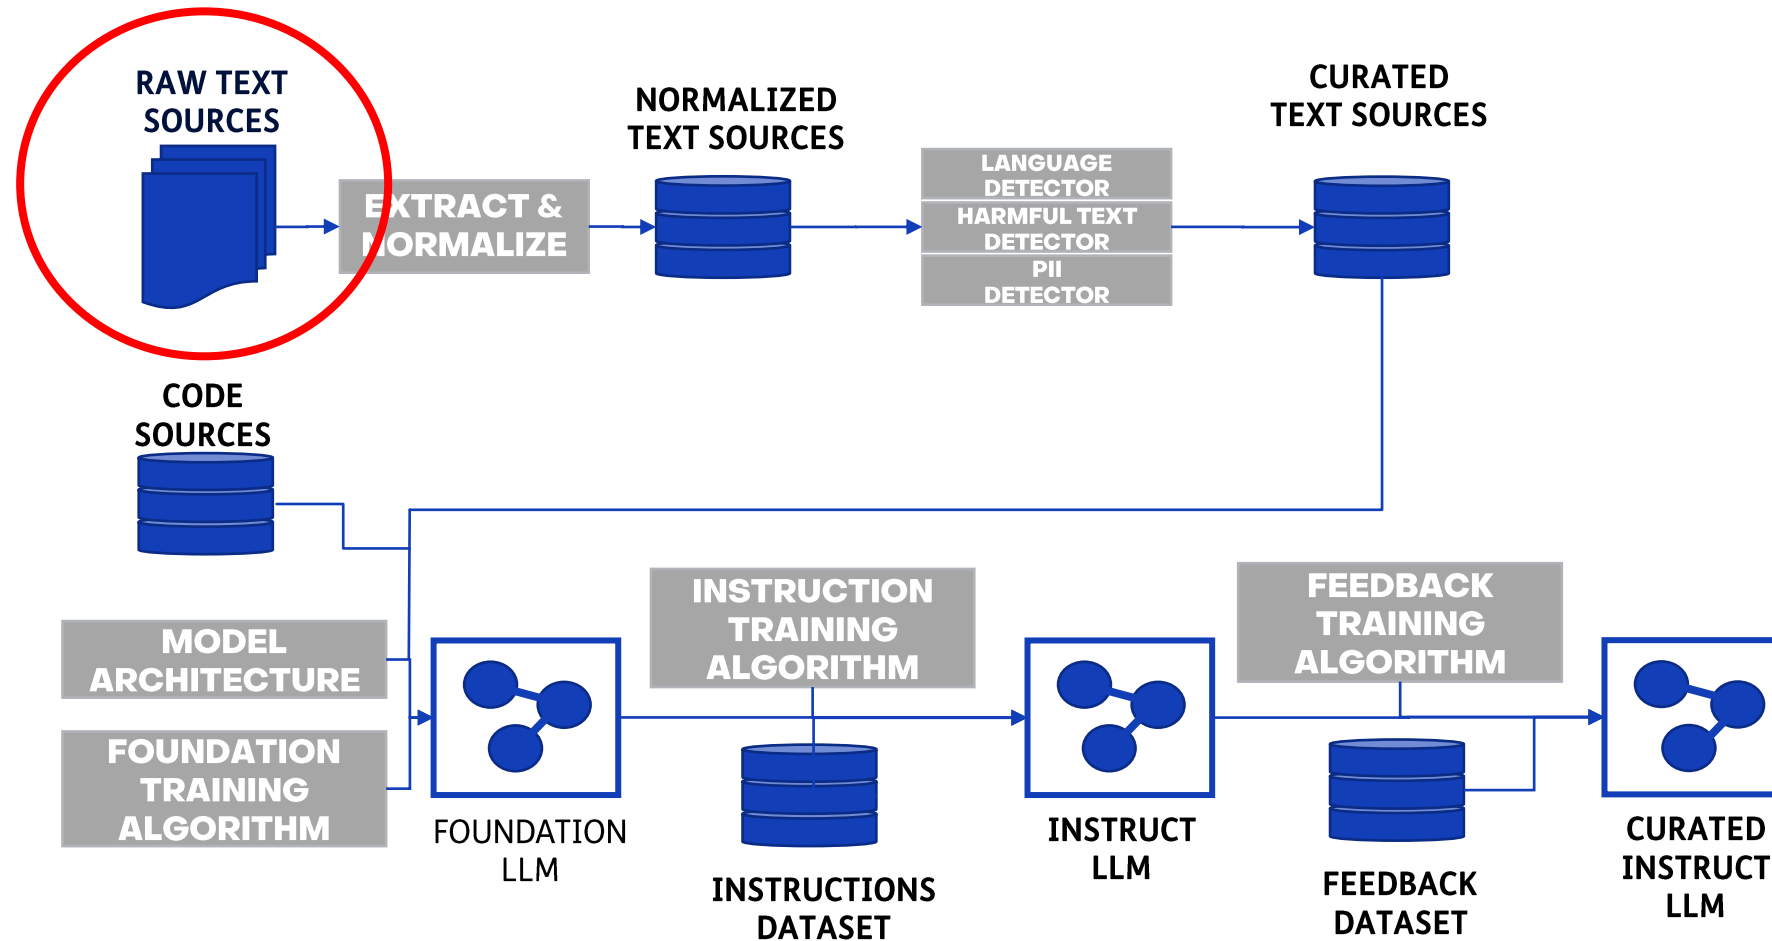 RAW TEXT
SOURCES
EXTRACT &
NORMALIZE
NORMALIZED
TEXT SOURCES
LANGUAGE
DETECTOR
HARMFUL TEXT
DETECTOR
PII
DETECTOR
CURATED
TEXT SOURCES
CODE
SOURCES
MODEL
ARCHITECTURE
FOUNDATION
TRAINING
ALGORITHM
FOUNDATION
LLM
INSTRUCTION
TRAINING
ALGORITHM
INSTRUCTIONS
DATASET
INSTRUCT
LLM
FEEDBACK
TRAINING
ALGORITHM
FEEDBACK
DATASET
CURATED
INSTRUCT
LLM